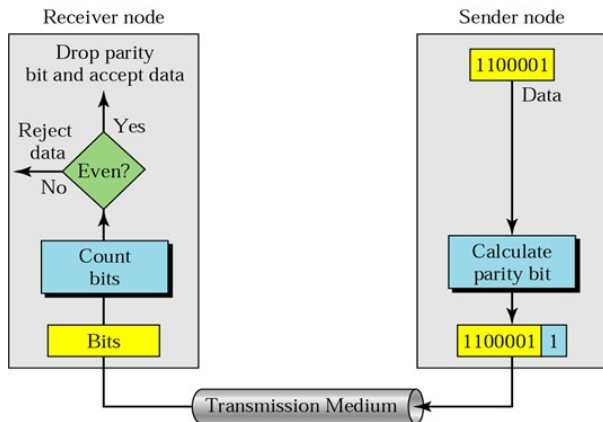 Receiver node
Drop parity
bit and accept data
Yes
Reject
data
No
Even?
Count
bits
Bits
Sender node
1100001
Data
Calculate
parity bit
1100001 1
Transmission Medium